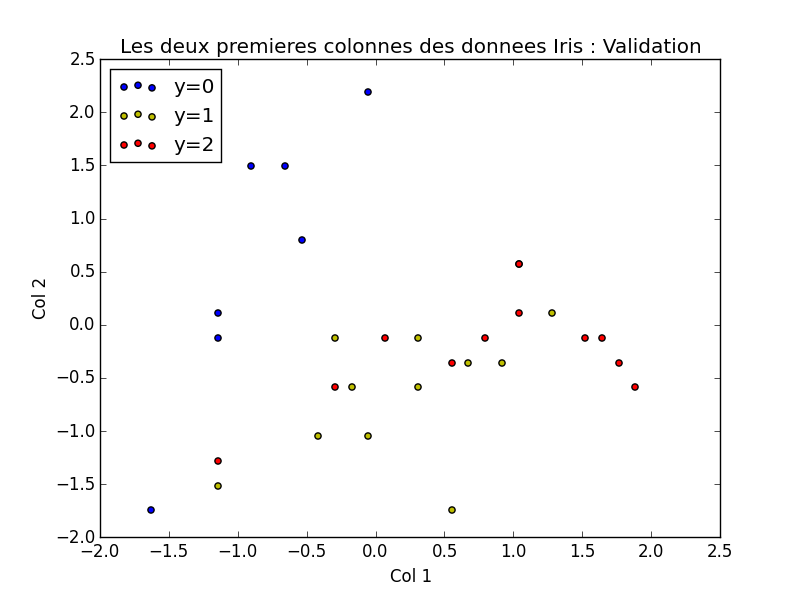 Les deux premieres colonnes des donnees Iris : Validation
y=0
y=1
y=2
2.5
2.0
1.5
1.0
0.5
0.0
−0.5
−1.0
−1.5
−2.0
Col 2
−2.0 −1.5 −1.0 −0.5 0.0 0.5 1.0 1.5 2.0 2.5
Col 1